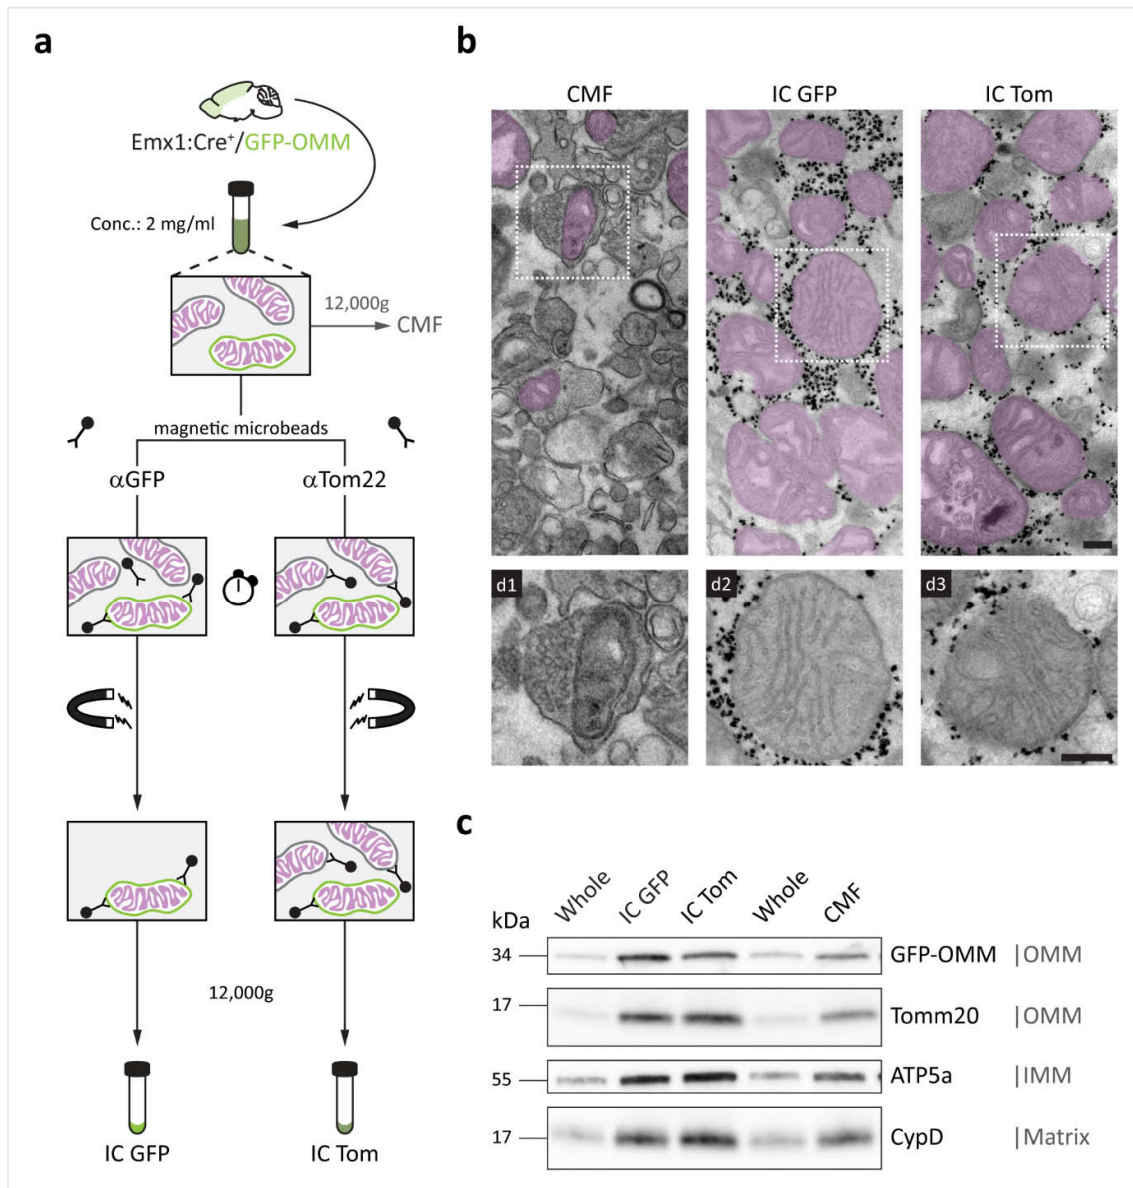 a
Emx1:Cre⁺/GFP-OMM
Conc.: 2 mg/ml
12,000g
CMF
magnetic microbeads
αGFP
αTom22
12,000g
IC GFP
IC Tom
b
CMF
IC GFP
IC Tom
d1
d2
d3
c
kDa
Whole
IC GFP
IC Tom
Whole
CMF
34
GFP-OMM
|OMM
17
Tomm20
|OMM
55
ATP5a
|IMM
17
CypD
|Matrix